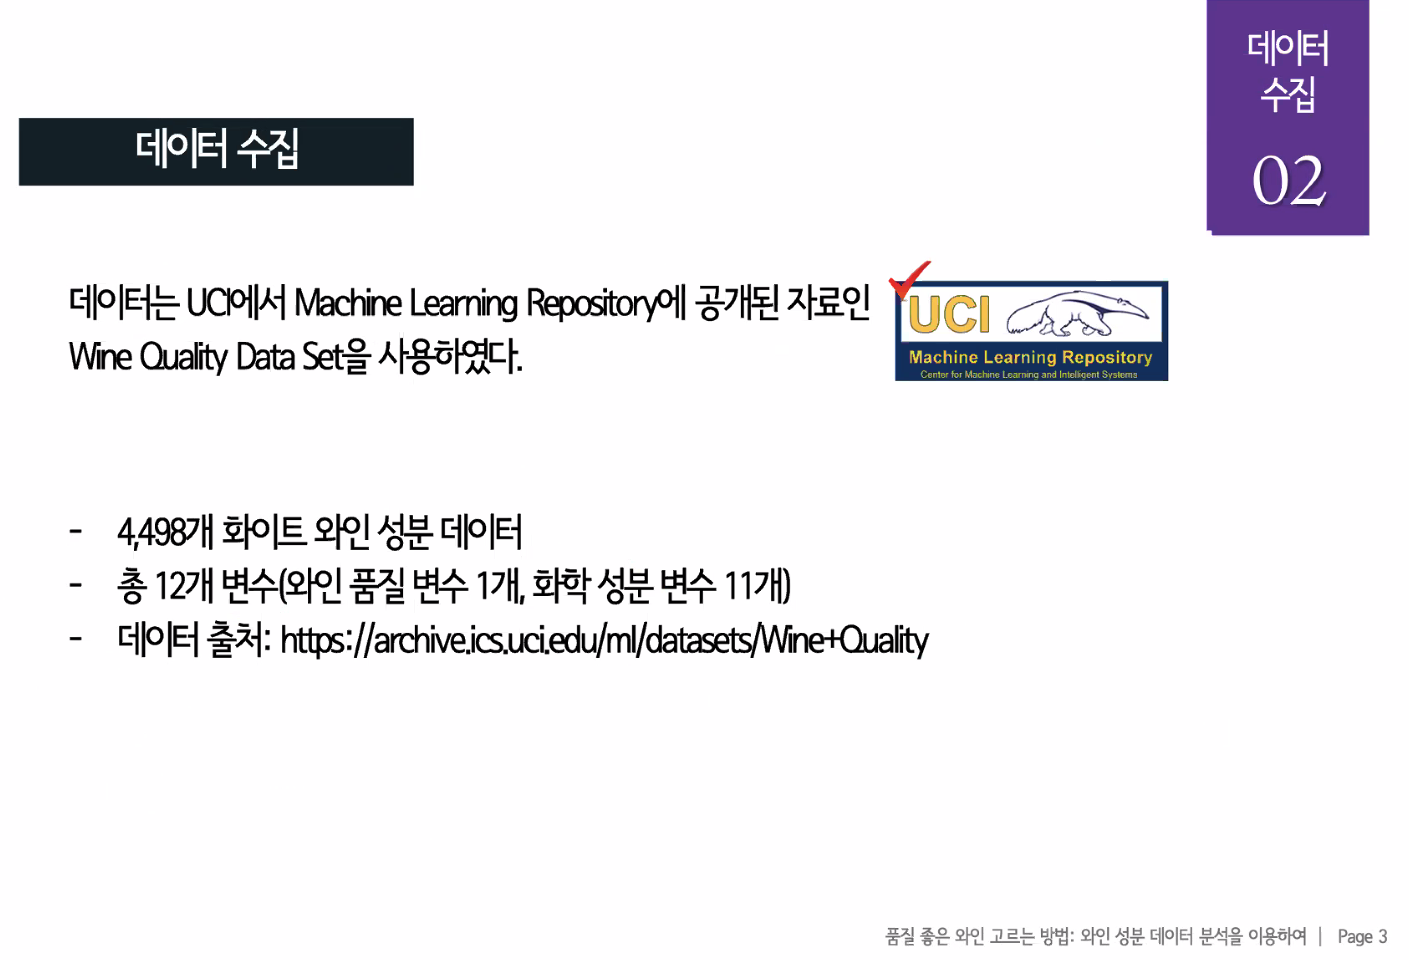 데이터
수집
02
데이터 수집
데이터는 UCI에서 Machine Learning Repository에 공개된 자료인
Wine Quality Data Set을 사용하였다.
UCI
Machine Learning Repository
Center for Machine Learning and Intelligent Systems
- 4,498개 화이트 와인 성분 데이터
- 총 12개 변수(와인 품질 변수 1개, 화학 성분 변수 11개)
- 데이터 출처: https://archive.ics.uci.edu/ml/datasets/Wine+Quality
품질 좋은 와인 고르는 방법: 와인 성분 데이터 분석을 이용하여 | Page 3